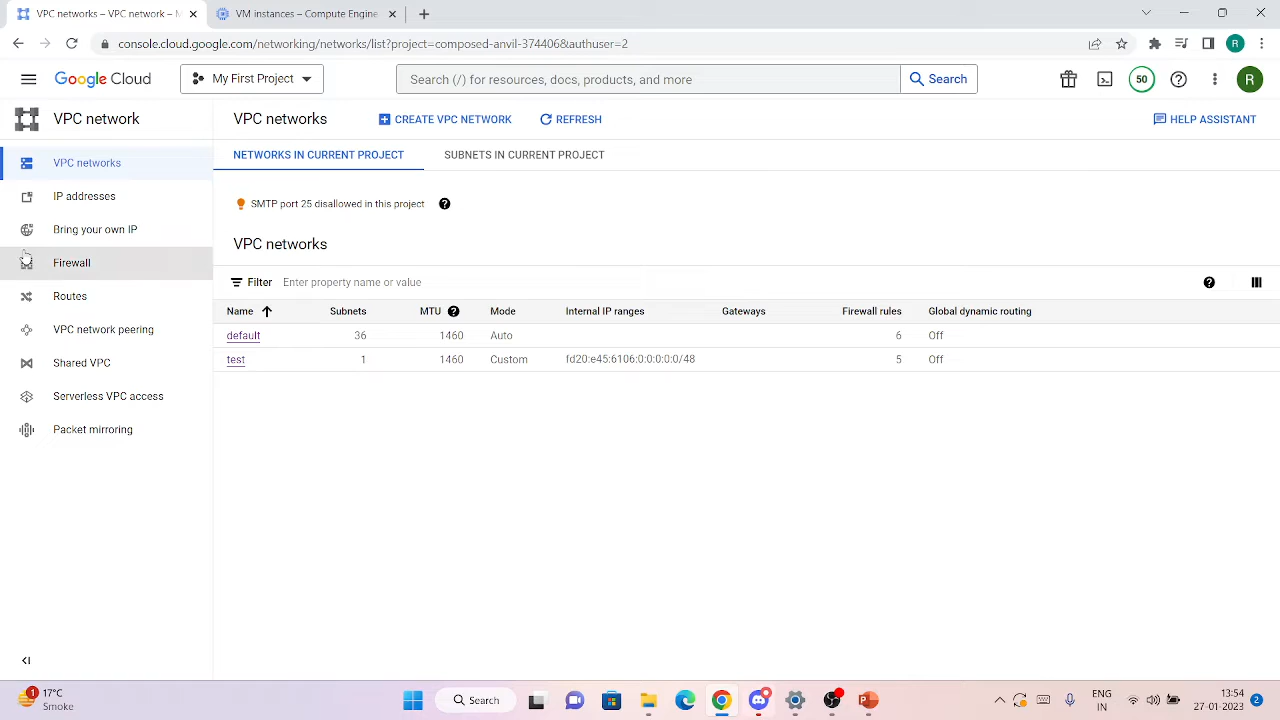 VPC networks – VPC network – M
VM instances – Compute Engine
console.cloud.google.com/networking/networks/list?project=composed-anvil-374406&authuser=2
R
Google Cloud
My First Project
Search (/) for resources, docs, products, and more
Search
50
R
VPC network
VPC networks
CREATE VPC NETWORK
REFRESH
HELP ASSISTANT
VPC networks
IP addresses
Bring your own IP
Firewall
Routes
VPC network peering
Shared VPC
Serverless VPC access
Packet mirroring
NETWORKS IN CURRENT PROJECT
SUBNETS IN CURRENT PROJECT
SMTP port 25 disallowed in this project
VPC networks
Filter Enter property name or value
Name Subnets MTU Mode Internal IP ranges Gateways Firewall rules Global dynamic routing
default 36 1460 Auto 6 Off
test 1 1460 Custom fd20:e45:6106:0:0:0:0:0/48 5 Off
1
17°C
Smoke
Search
ENG
IN
13:54
27-01-2023
2